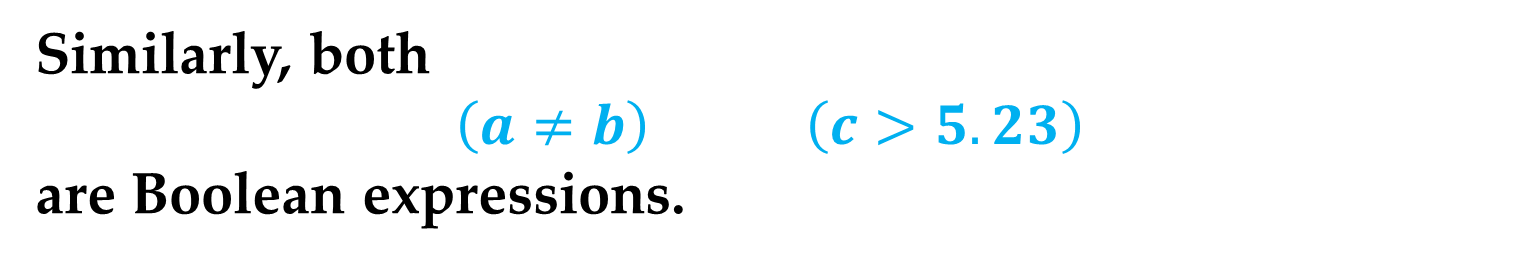 Similarly, both
(a ≠ b) (c > 5.23)
are Boolean expressions.